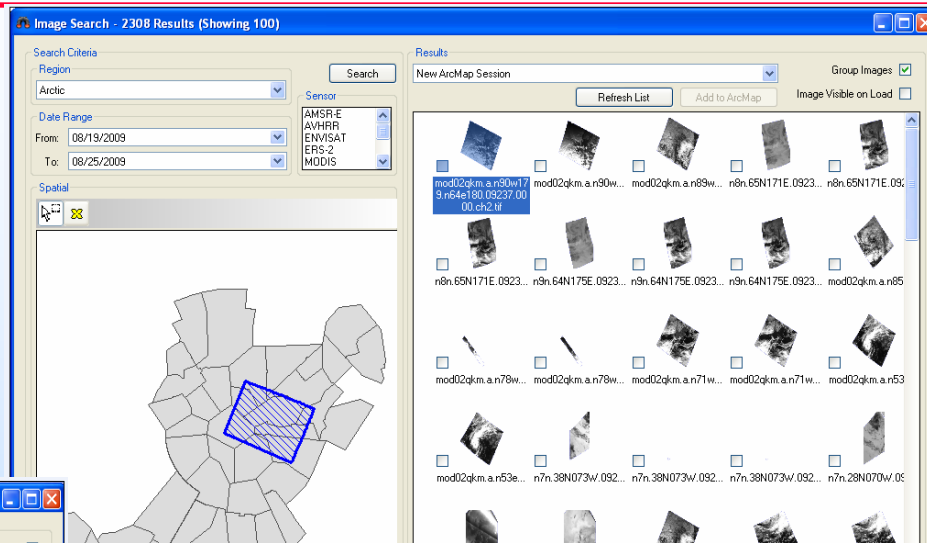 Image Search - 2308 Results (Showing 100)
Search Criteria
Region
Arctic
Search
Date Range
From: 08/19/2009
To: 08/25/2009
Sensor
AMSR-E
AVHRR
ENVISAT
ERS-2
MODIS
Spatial
Results
New ArcMap Session
Group Images
Refresh List
Add to ArcMap
Image Visible on Load
mod02qkm.a.n90w17
9.n64e180.09237.00
00.ch2.tif
mod02qkm.a.n90w...
mod02qkm.a.n89w...
n8n.65N171E.0923...
n8n.65N171E.092
n8n.65N171E.0923...
n9n.64N175E.0923...
n9n.64N175E.0923...
n9n.64N175E.0923...
mod02qkm.a.n85
mod02qkm.a.n78w...
mod02qkm.a.n78w...
mod02qkm.a.n71w...
mod02qkm.a.n71w...
mod02qkm.a.n53
mod02qkm.a.n53e...
n7n.38N073W.092...
n7n.38N073W.092...
n7n.38N073W.092...
n7n.28N070W.09